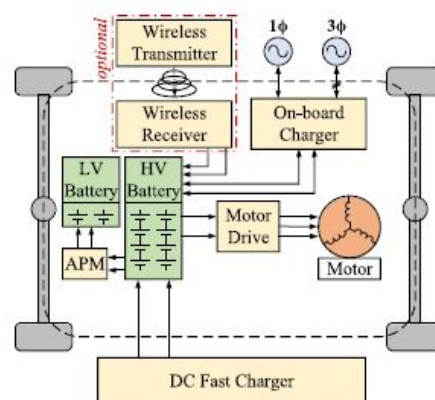 optional
Wireless
Transmitter
Wireless
Receiver
1ϕ
3ϕ
On-board
Charger
LV
Battery
HV
Battery
Motor
Drive
APM
Motor
DC Fast Charger